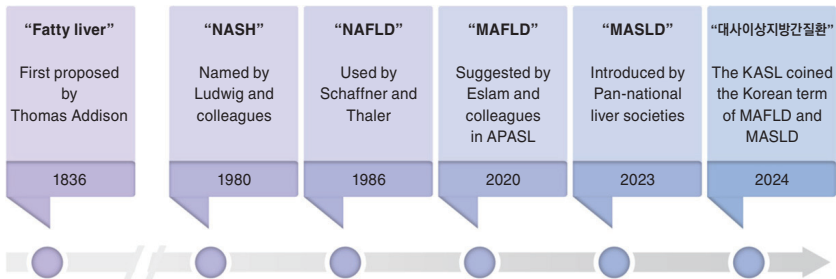 “Fatty liver”
First proposed
by
Thomas Addison
1836
“NASH”
Named by
Ludwig and
colleagues
1980
“NAFLD”
Used by
Schaffner and
Thaler
1986
“MAFLD”
Suggested by
Eslam and
colleagues
in APASL
2020
“MASLD”
Introduced by
Pan-national
liver societies
2023
“대사이상지방간질환”
The KASL coined
the Korean term
of MAFLD and
MASLD
2024